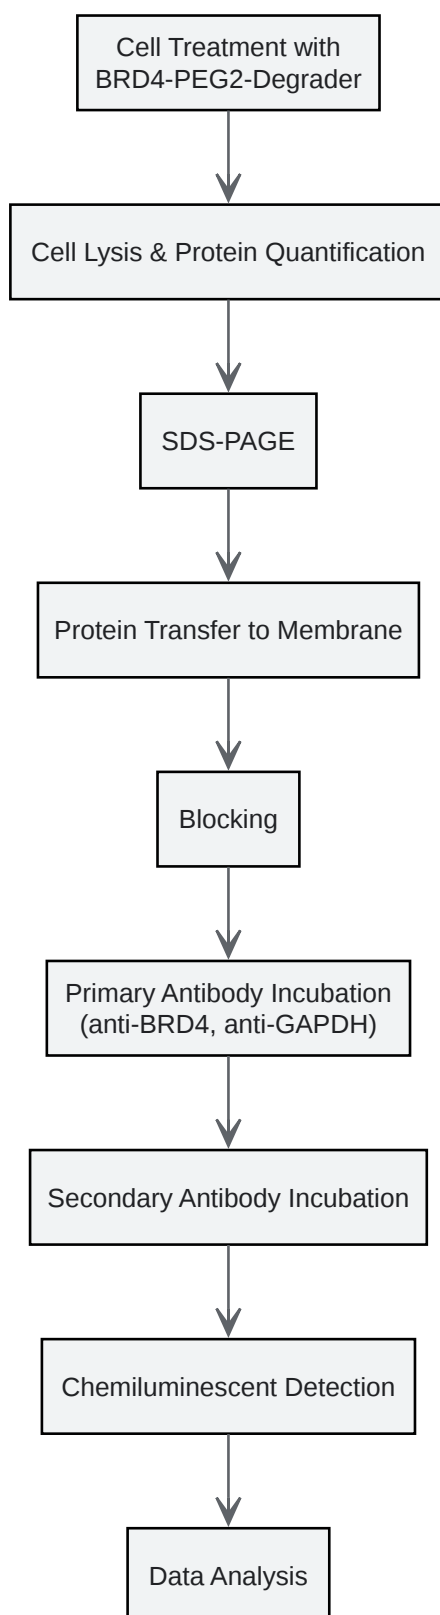 Cell Treatment with
BRD4-PEG2-Degrader
Cell Lysis & Protein Quantification
SDS-PAGE
Protein Transfer to Membrane
Blocking
Primary Antibody Incubation
(anti-BRD4, anti-GAPDH)
Secondary Antibody Incubation
Chemiluminescent Detection
Data Analysis